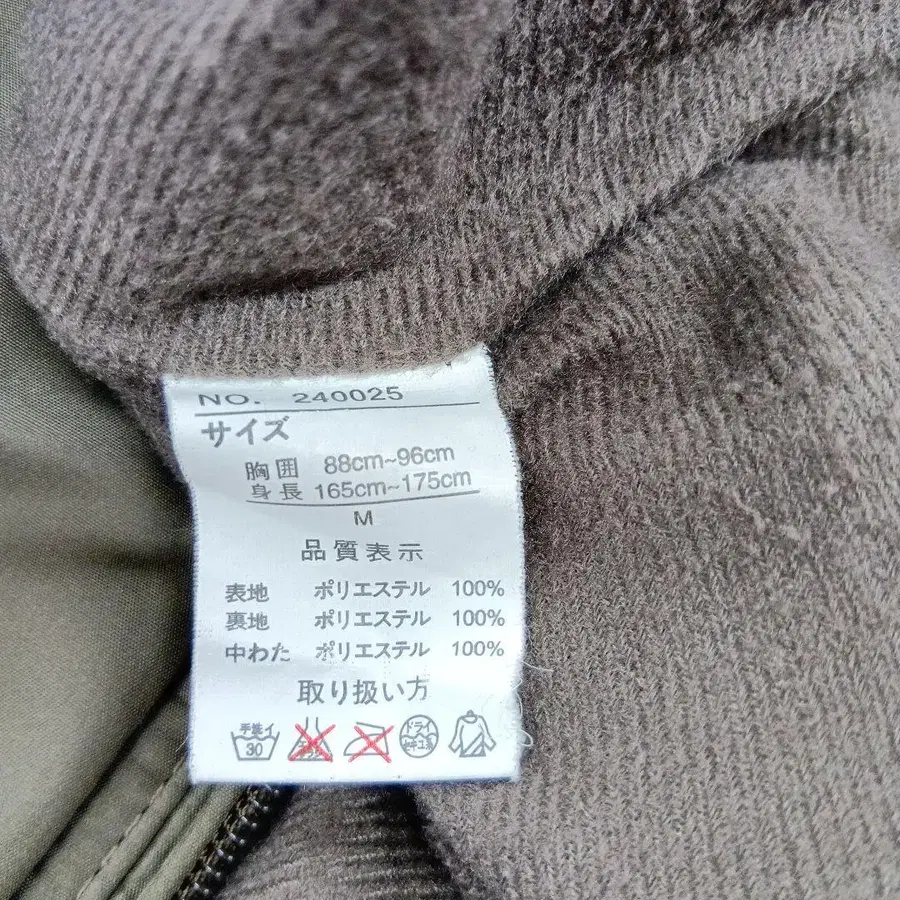 NO. 240025
サイズ
胸囲 88cm~96cm
身長 165cm~175cm
M
品質表示
表地 ポリエステル 100%
裏地 ポリエステル 100%
中わた ポリエステル 100%
取り扱い方
手洗イ
30
ドライ